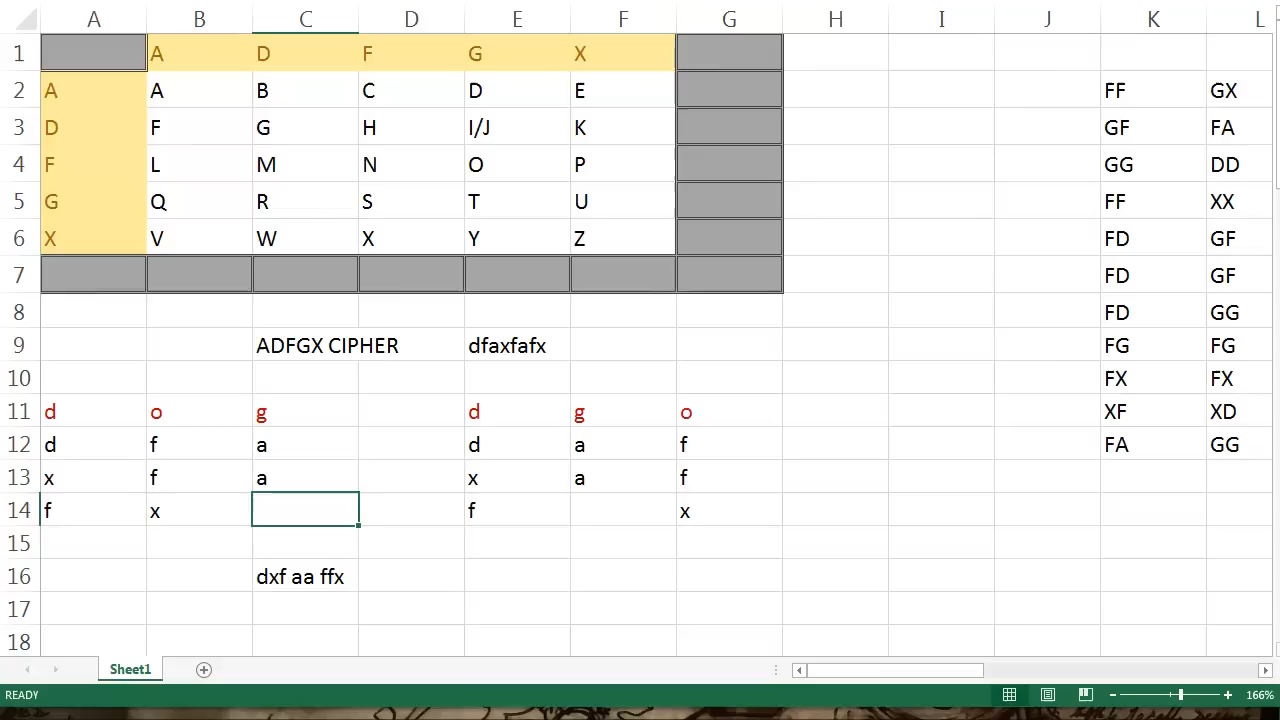 A B C D E F G H I J K L
1 A D F G X
2 A A B C D E FF GX
3 D F G H I/J K GF FA
4 F L M N O P GG DD
5 G Q R S T U FF XX
6 X V W X Y Z FD GF
7 FD GF
8 FD GG
9 ADFGX CIPHER dfaxfafx FG FG
10 FX FX
11 d o g d g o XF XD
12 d f a d a f FA GG
13 x f a x a f
14 f x f x
15
16 dxf aa ffx
17
18
Sheet1
READY 166%